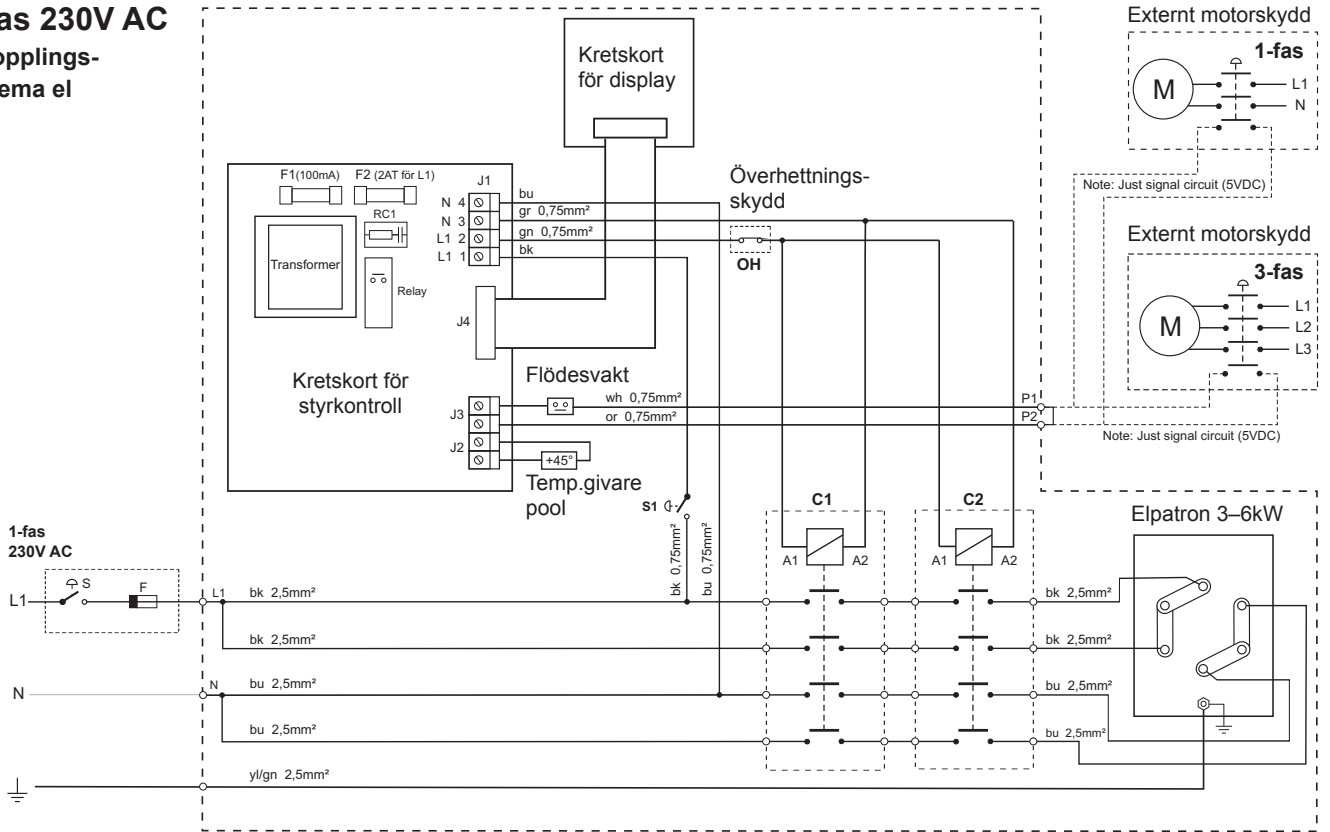 as 230V AC
opplings-
ema el
Kretskort
för display
F1(100mA)
F2 (2AT för L1)
J1
RC1
Transformer
Relay
N 4
N 3
L1 2
L1 1
bu
gr 0,75mm²
gn 0,75mm²
bk
J4
Överhettnings-
skydd
OH
Kretskort för
styrkontroll
Flödesvakt
J3
J2
wh 0,75mm²
or 0,75mm²
P1
P2
+45°
Temp.givare
pool
S1
bk 0,75mm²
bu 0,75mm²
C1
C2
A1
A2
A1
A2
Externt motorskydd
1-fas
M
L1
N
Note: Just signal circuit (5VDC)
Externt motorskydd
3-fas
M
L1
L2
L3
Note: Just signal circuit (5VDC)
Elpatron 3–6kW
1-fas
230V AC
S
F
L1
L1
bk 2,5mm²
bk 2,5mm²
bk 2,5mm²
bk 2,5mm²
N
N
bu 2,5mm²
bu 2,5mm²
bu 2,5mm²
bu 2,5mm²
yl/gn 2,5mm²